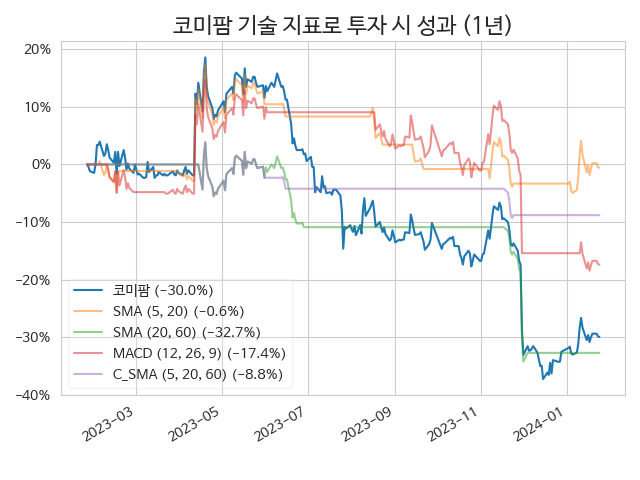 코미팜 기술 지표로 투자 시 성과 (1년)
20%
10%
0%
−10%
−20%
−30%
−40%
코미팜 (−30.0%)
SMA (5, 20) (−0.6%)
SMA (20, 60) (−32.7%)
MACD (12, 26, 9) (−17.4%)
C_SMA (5, 20, 60) (−8.8%)
2023−03
2023−05
2023−07
2023−09
2023−11
2024−01